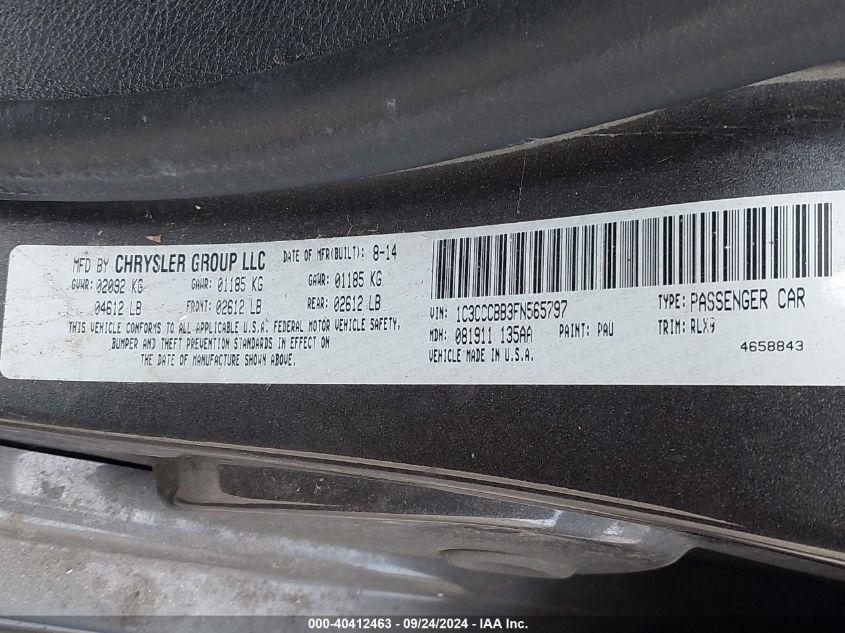 MFD BY CHRYSLER GROUP LLC DATE OF MFR(BUILT): 8-14
GVWR: 02092 KG GAWR: 01185 KG GAWR: 01185 KG
04612 LB FRONT: 02612 LB REAR: 02612 LB
THIS VEHICLE CONFORMS TO ALL APPLICABLE U.S.A. FEDERAL MOTOR VEHICLE SAFETY,
BUMPER AND THEFT PREVENTION STANDARDS IN EFFECT ON
THE DATE OF MANUFACTURE SHOWN ABOVE.
VIN: 1C3CCCBB3FN565797 TYPE: PASSENGER CAR
MDH: 081911 135AA PAINT: PAU TRIM: RLX9
VEHICLE MADE IN U.S.A. 4658843
000-40412463 - 09/24/2024 - IAA Inc.